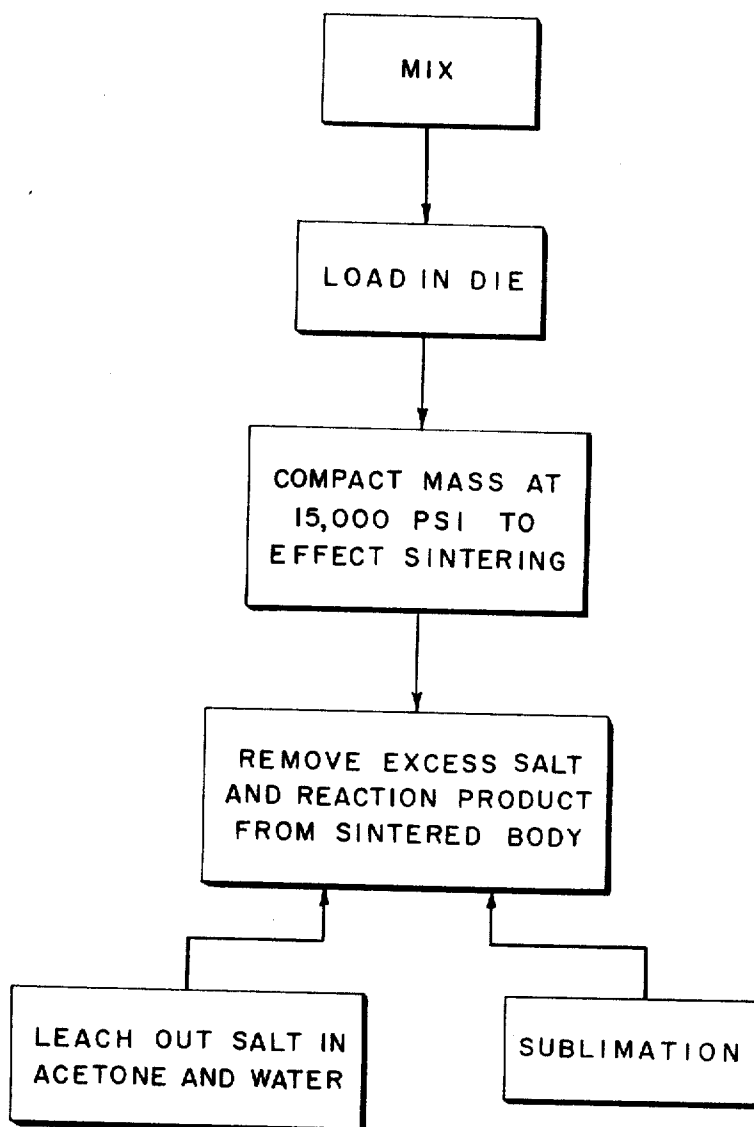 MIX
LOAD IN DIE
COMPACT MASS AT
15,000 PSI TO
EFFECT SINTERING
REMOVE EXCESS SALT
AND REACTION PRODUCT
FROM SINTERED BODY
LEACH OUT SALT IN
ACETONE AND WATER
SUBLIMATION